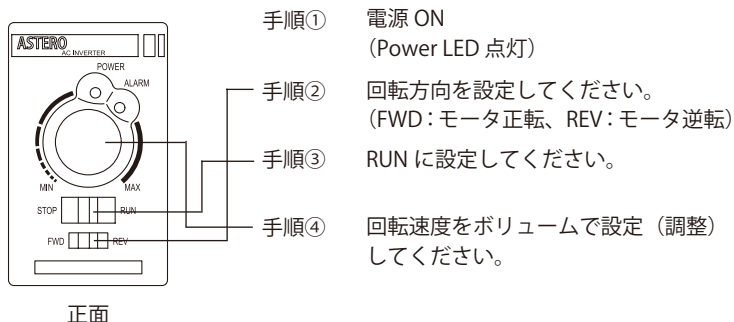 ASTERO
AC INVERTER
POWER
ALARM
MIN
MAX
STOP
RUN
FWD
REV
正面
手順① 電源 ON
（Power LED 点灯）
手順② 回転方向を設定してください。
（FWD：モータ正転、REV：モータ逆転）
手順③ RUN に設定してください。
手順④ 回転速度をボリュームで設定（調整）
してください。